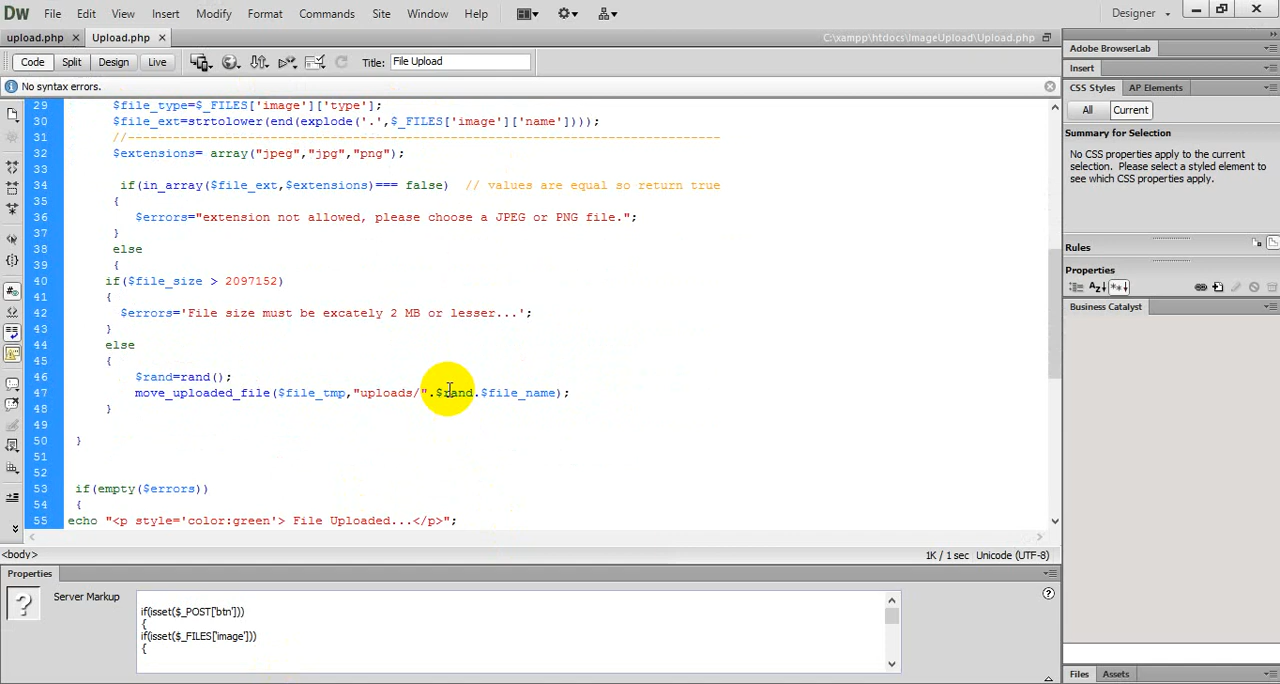 DW File Edit View Insert Modify Format Commands Site Window Help Designer
upload.php Upload.php C:\xampp\htdocs\ImageUpload\Upload.php
Code Split Design Live Title: File Upload
No syntax errors.
29 $file_type=$_FILES['image']['type'];
30 $file_ext=strtolower(end(explode('.',$_FILES['image']['name'])));
31 //-------------------------------------------------------------------------------
32 $extensions= array("jpeg","jpg","png");
33
34 if(in_array($file_ext,$extensions)=== false) // values are equal so return true
35 {
36 $errors="extension not allowed, please choose a JPEG or PNG file.";
37 }
38 else
39 {
40 if($file_size > 2097152)
41 {
42 $errors='File size must be excately 2 MB or lesser...';
43 }
44 else
45 {
46 $rand=rand();
47 move_uploaded_file($file_tmp,"uploads/".$rand.$file_name);
48 }
49
50 }
51
52
53 if(empty($errors))
54 {
55 echo "<p style='color:green'> File Uploaded...</p>";
<body> 1K / 1 sec Unicode (UTF-8)
Properties
Server Markup
if(isset($_POST['btn']))
{
if(isset($_FILES['image']))
{
Adobe BrowserLab
Insert
CSS Styles AP Elements
All Current
Summary for Selection
No CSS properties apply to the current
selection. Please select a styled element to
see which CSS properties apply.
Rules
Properties
Business Catalyst
Files Assets